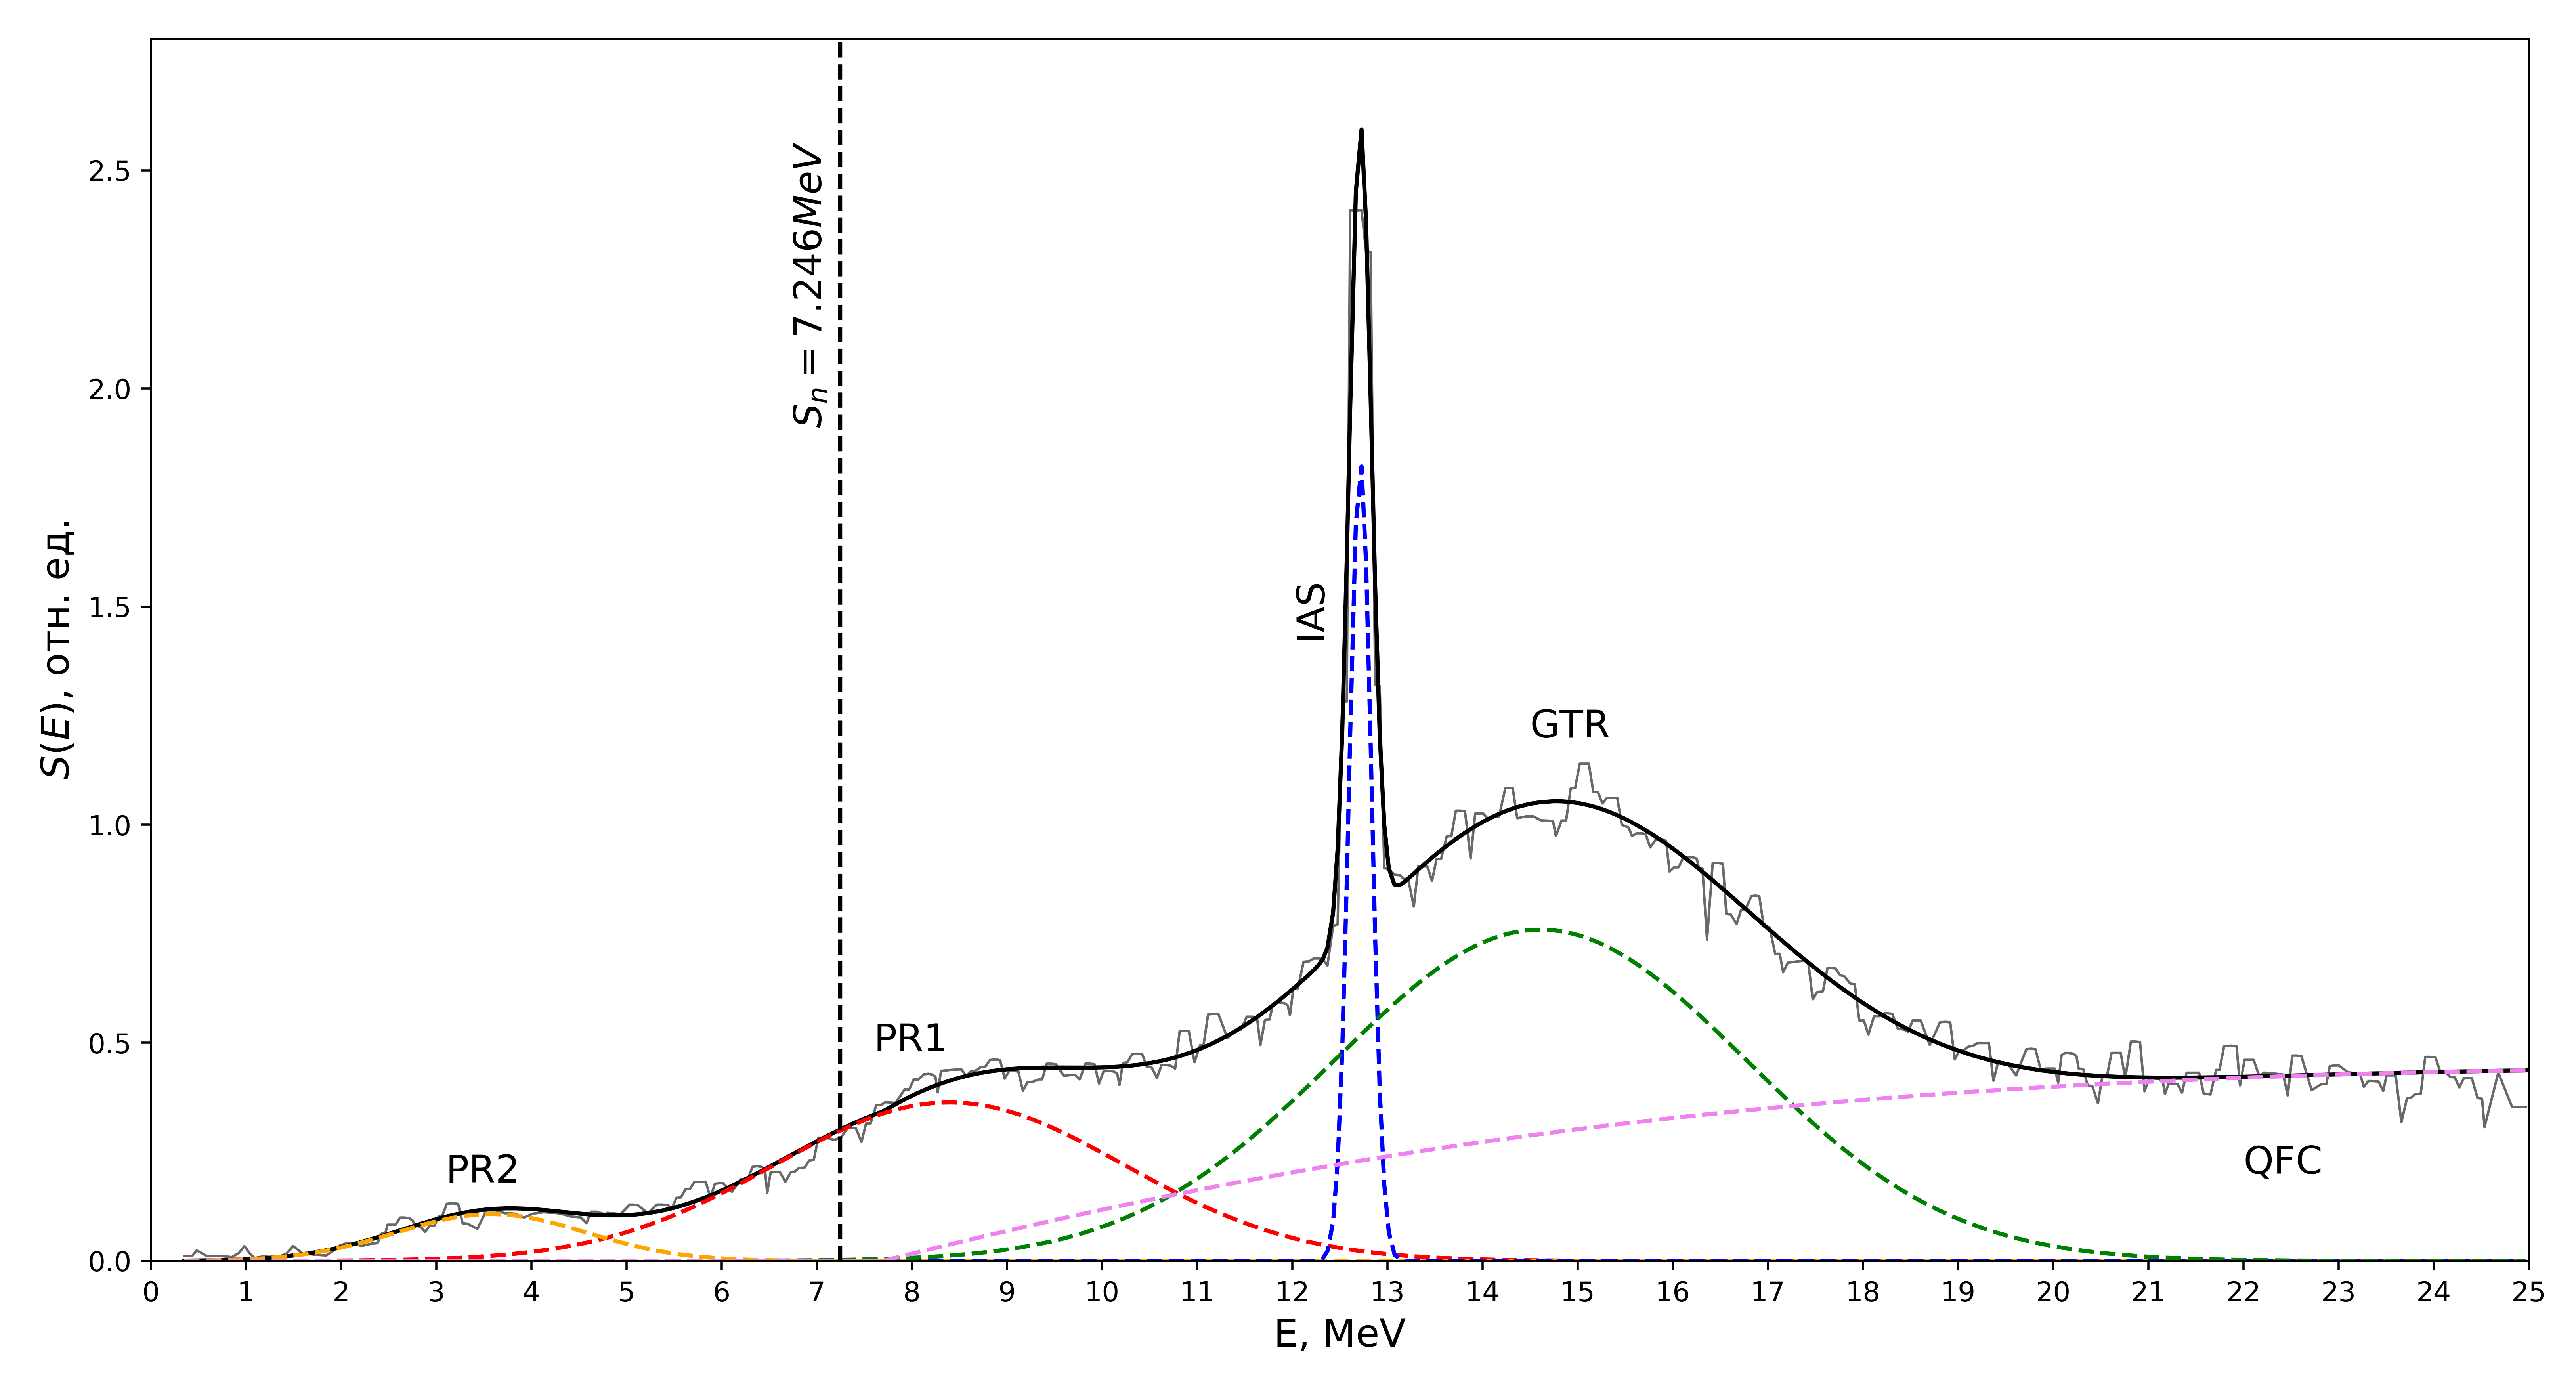 S_n = 7.246MeV
IAS
GTR
PR1
PR2
QFC
S(E), отн. ед.
2.5
2.0
1.5
1.0
0.5
0.0
0 1 2 3 4 5 6 7 8 9 10 11 12 13 14 15 16 17 18 19 20 21 22 23 24 25
E, MeV